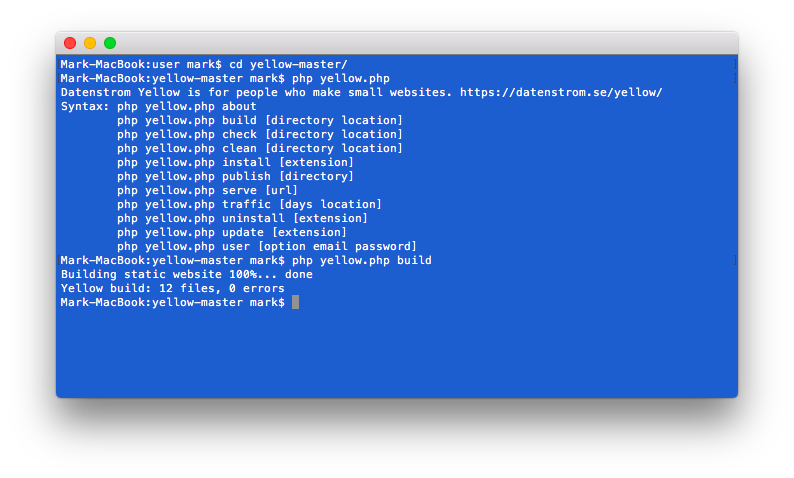 Mark-MacBook:user mark$ cd yellow-master/
Mark-MacBook:yellow-master mark$ php yellow.php
Datenstrom Yellow is for people who make small websites. https://datenstrom.se/yellow/
Syntax: php yellow.php about
        php yellow.php build [directory location]
        php yellow.php check [directory location]
        php yellow.php clean [directory location]
        php yellow.php install [extension]
        php yellow.php publish [directory]
        php yellow.php serve [url]
        php yellow.php traffic [days location]
        php yellow.php uninstall [extension]
        php yellow.php update [extension]
        php yellow.php user [option email password]
Mark-MacBook:yellow-master mark$ php yellow.php build
Building static website 100%... done
Yellow build: 12 files, 0 errors
Mark-MacBook:yellow-master mark$